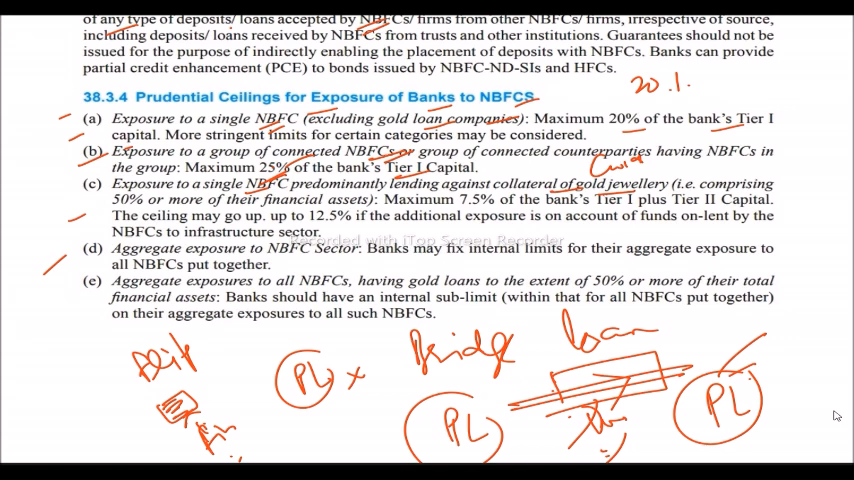 of any type of deposits/ loans accepted by NBFCs/ firms from other NBFCs/ firms, irrespective of source,
including deposits/ loans received by NBFCs from trusts and other institutions. Guarantees should not be
issued for the purpose of indirectly enabling the placement of deposits with NBFCs. Banks can provide
partial credit enhancement (PCE) to bonds issued by NBFC-ND-SIs and HFCs.
20 %
38.3.4 Prudential Ceilings for Exposure of Banks to NBFCS
(a) Exposure to a single NBFC (excluding gold loan companies): Maximum 20% of the bank's Tier I
capital. More stringent limits for certain categories may be considered.
(b) Exposure to a group of connected NBFCs or group of connected counterparties having NBFCs in
the group: Maximum 25% of the bank's Tier I Capital.
(c) Exposure to a single NBFC predominantly lending against collateral of gold jewellery (i.e. comprising
50% or more of their financial assets): Maximum 7.5% of the bank's Tier I plus Tier II Capital.
The ceiling may go up. up to 12.5% if the additional exposure is on account of funds on-lent by the
NBFCs to infrastructure sector.
Recorded with iTop Screen Recorder
(d) Aggregate exposure to NBFC Sector: Banks may fix internal limits for their aggregate exposure to
all NBFCs put together.
(e) Aggregate exposures to all NBFCs, having gold loans to the extent of 50% or more of their total
financial assets: Banks should have an internal sub-limit (within that for all NBFCs put together)
on their aggregate exposures to all such NBFCs.
Bridge loan
PL x
PL
PL